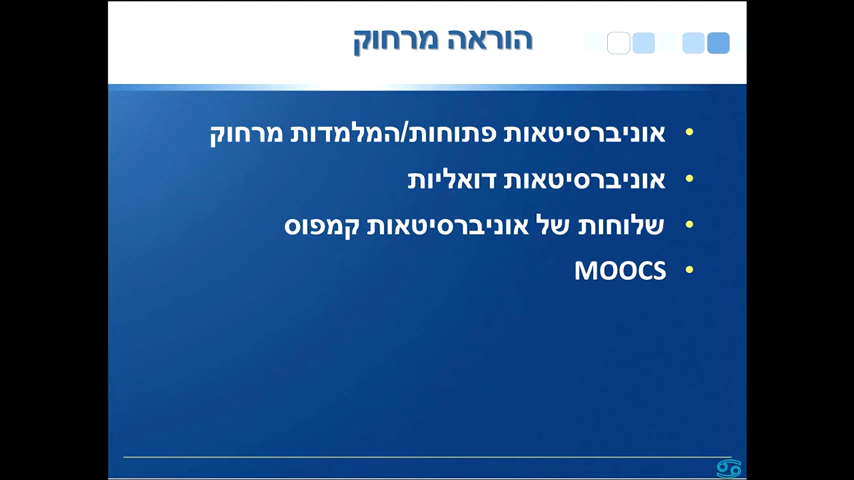 הוראה מרחוק
• אוניברסיטאות פתוחות/המלמדות מרחוק
• אוניברסיטאות דואליות
• שלוחות של אוניברסיטאות קמפוס
• MOOCS